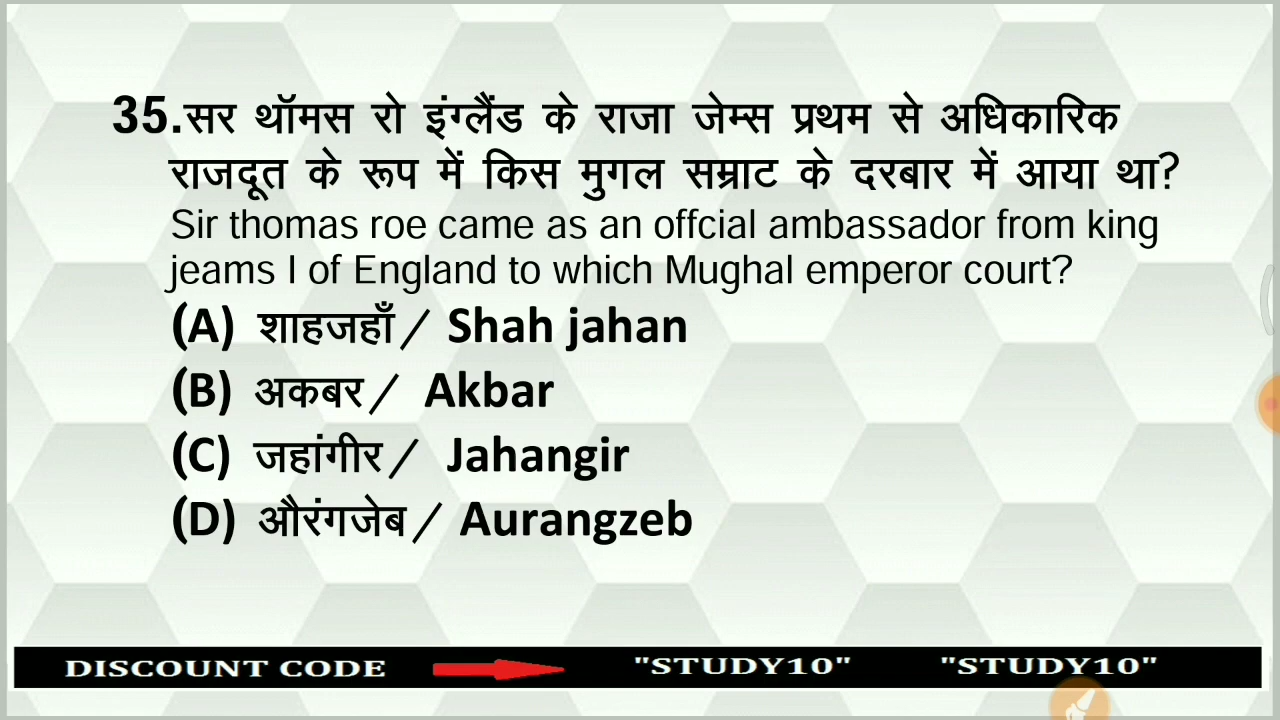 35.सर थॉमस रो इंग्लैंड के राजा जेम्स प्रथम से अधिकारिक
राजदूत के रूप में किस मुगल सम्राट के दरबार में आया था?
Sir thomas roe came as an offcial ambassador from king
jeams I of England to which Mughal emperor court?
(A) शाहजहाँ/ Shah jahan
(B) अकबर/ Akbar
(C) जहांगीर/ Jahangir
(D) औरंगजेब/ Aurangzeb
DISCOUNT CODE "STUDY10" "STUDY10"